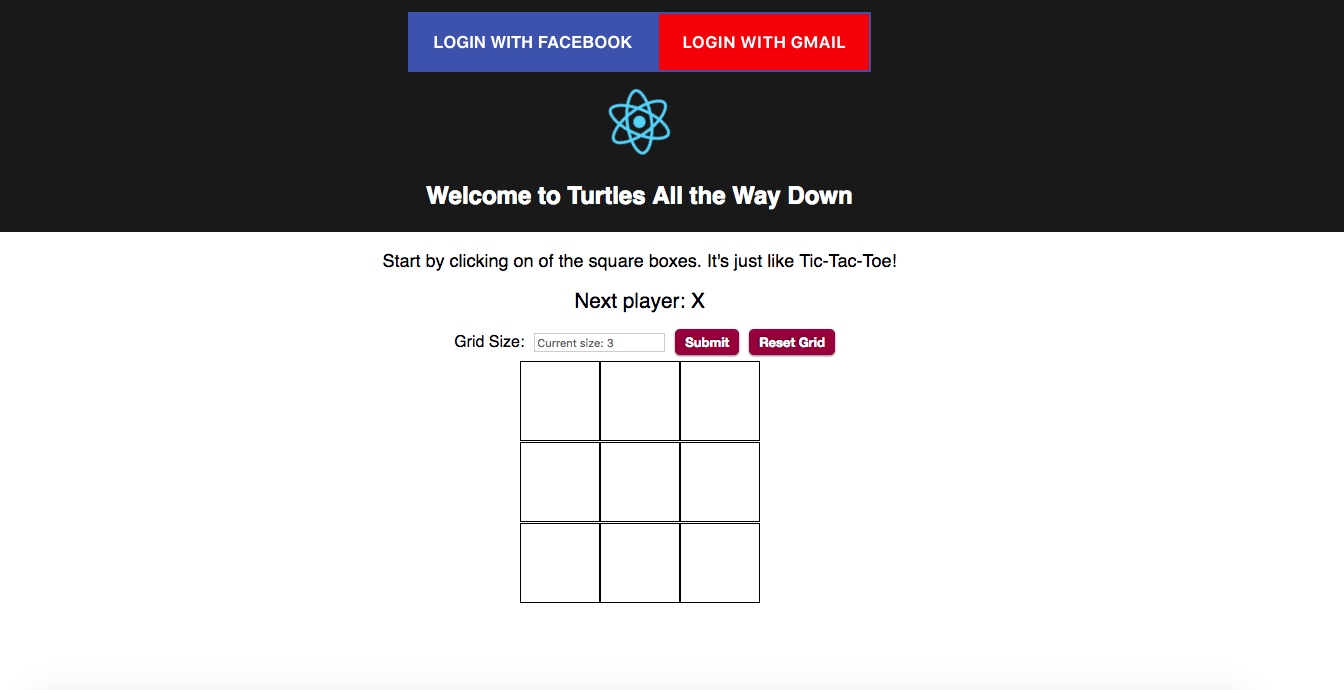 LOGIN WITH FACEBOOK LOGIN WITH GMAIL
Welcome to Turtles All the Way Down
Start by clicking on of the square boxes. It's just like Tic-Tac-Toe!
Next player: X
Grid Size: Current size: 3 Submit Reset Grid